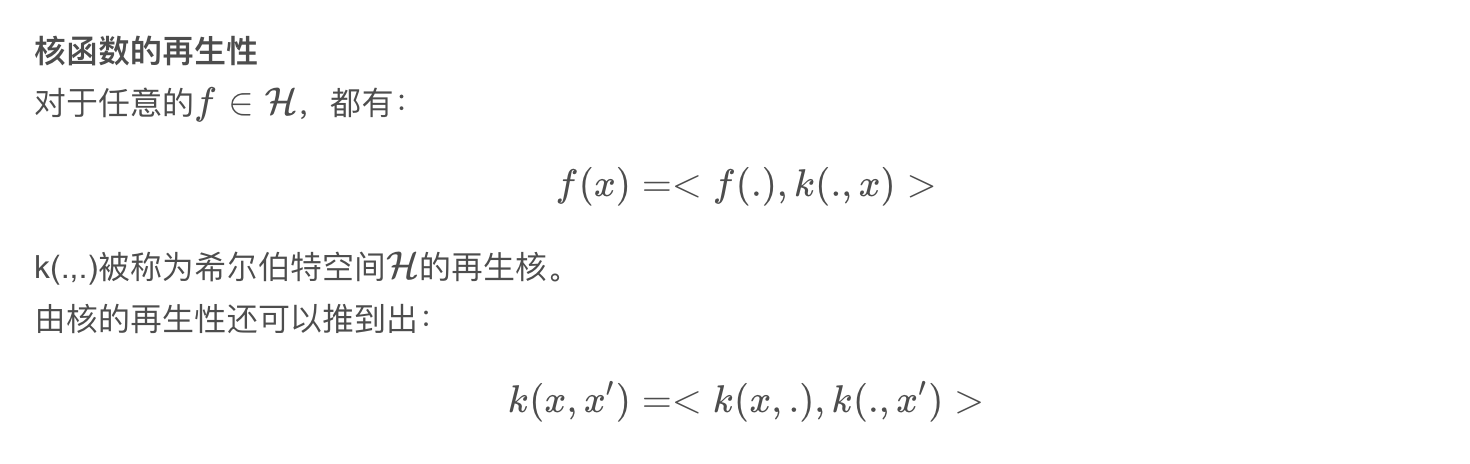 核函数的再生性
对于任意的f ∈ ℋ，都有：
f(x) =< f(.), k(., x) >
k(.,.)被称为希尔伯特空间ℋ的再生核。
由核的再生性还可以推到出：
k(x, x′) =< k(x, .), k(., x′) >